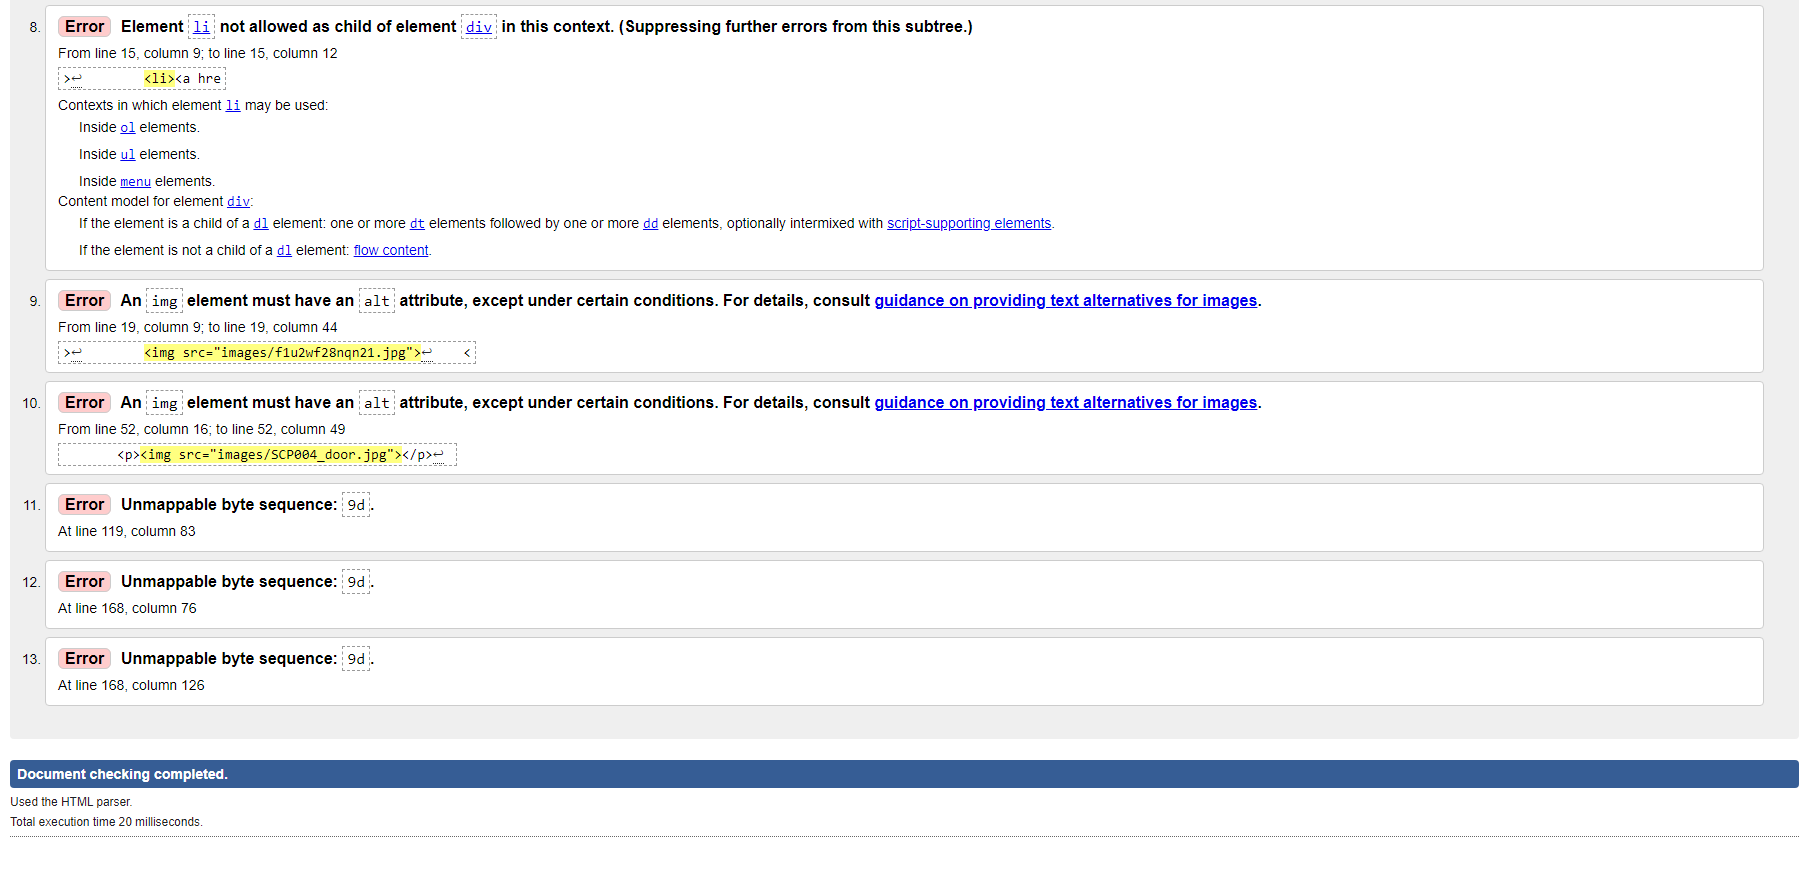 8. Error Element li not allowed as child of element div in this context. (Suppressing further errors from this subtree.)
From line 15, column 9; to line 15, column 12
>↩        <li><a hre
Contexts in which element li may be used:
Inside ol elements.
Inside ul elements.
Inside menu elements.
Content model for element div:
If the element is a child of a dl element: one or more dt elements followed by one or more dd elements, optionally intermixed with script-supporting elements.
If the element is not a child of a dl element: flow content.
9. Error An img element must have an alt attribute, except under certain conditions. For details, consult guidance on providing text alternatives for images.
From line 19, column 9; to line 19, column 44
>↩        <img src="images/f1u2wf28nqn21.jpg">↩    <
10. Error An img element must have an alt attribute, except under certain conditions. For details, consult guidance on providing text alternatives for images.
From line 52, column 16; to line 52, column 49
<p><img src="images/SCP004_door.jpg"></p>↩
11. Error Unmappable byte sequence: 9d.
At line 119, column 83
12. Error Unmappable byte sequence: 9d.
At line 168, column 76
13. Error Unmappable byte sequence: 9d.
At line 168, column 126
Document checking completed.
Used the HTML parser.
Total execution time 20 milliseconds.